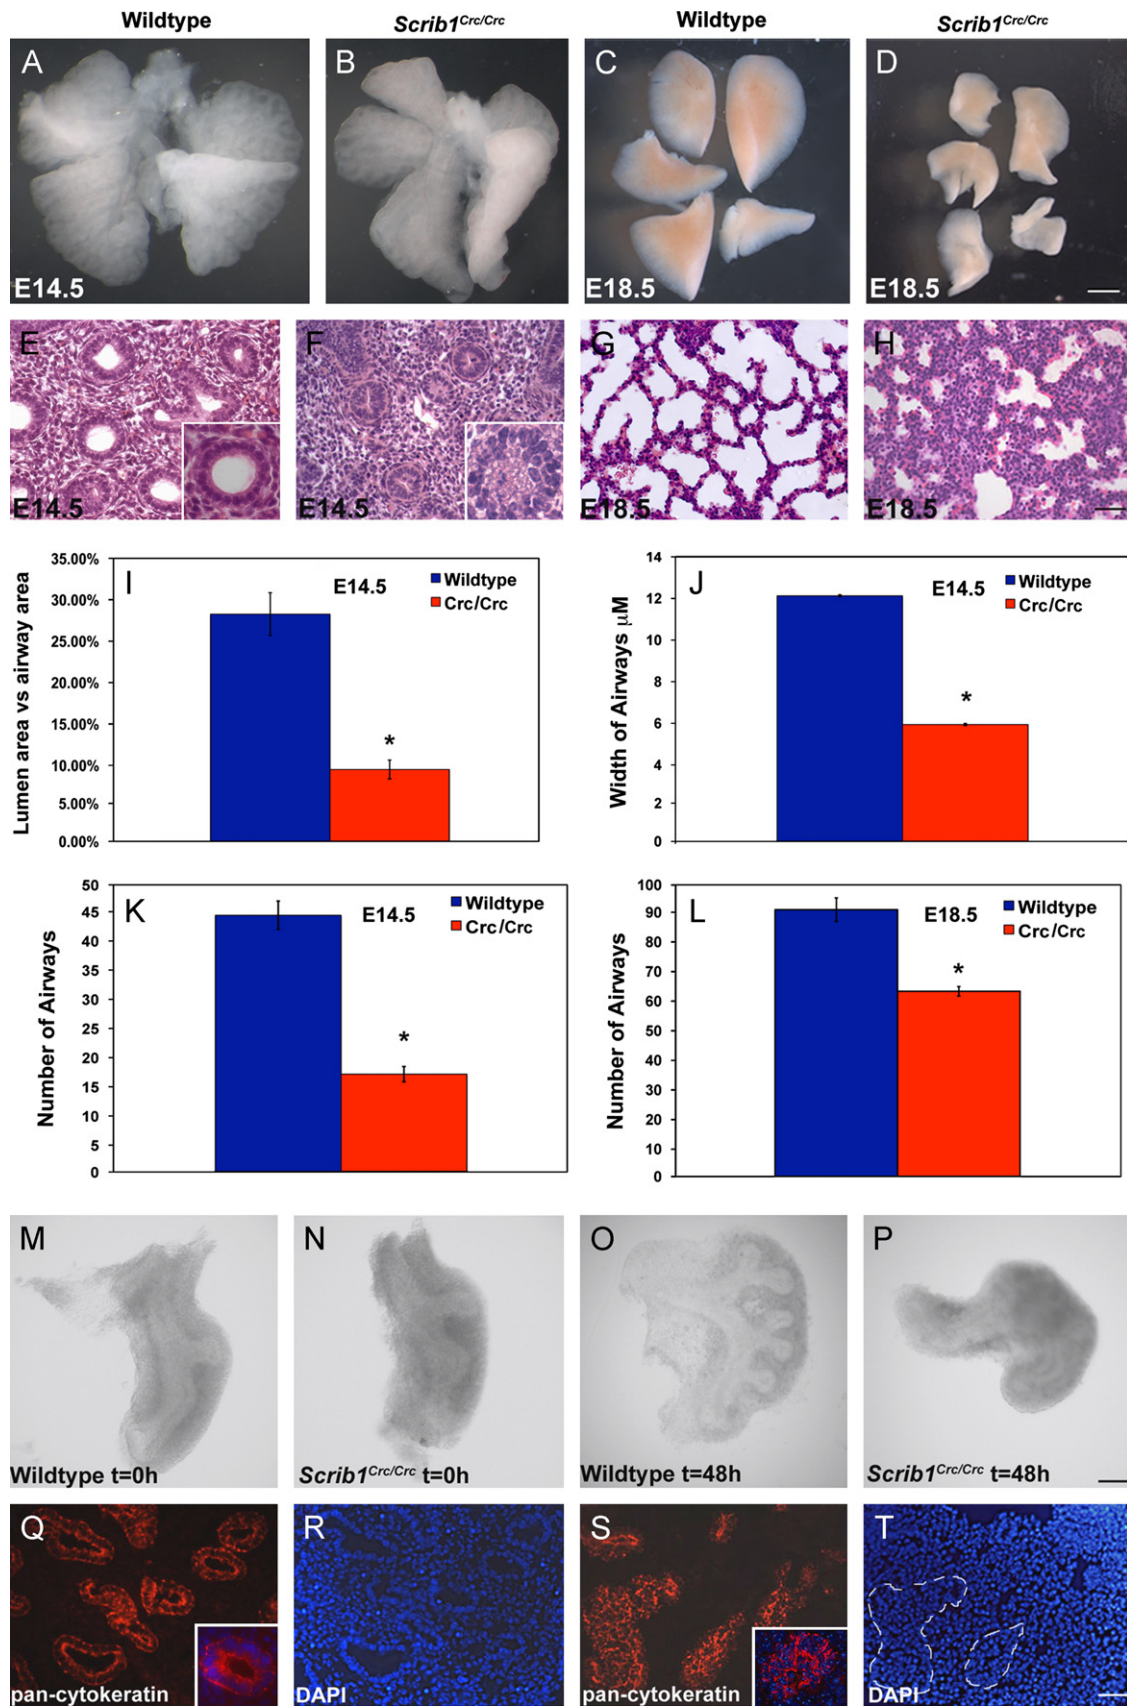 Wildtype Scrib1Crc/Crc Wildtype Scrib1Crc/Crc
A B C D
E14.5 E18.5 E18.5
E F G H
E14.5 E14.5 E18.5 E18.5
35.00%
30.00%
25.00%
20.00%
15.00%
10.00%
5.00%
0.00%
Lumen area vs airway area
I E14.5
Wildtype
Crc/Crc
*
14
12
10
8
6
4
2
0
Width of Airways µM
J E14.5
Wildtype
Crc/Crc
*
50
45
40
35
30
25
20
15
10
5
0
Number of Airways
K E14.5
Wildtype
Crc/Crc
*
100
90
80
70
60
50
40
30
20
10
0
Number of Airways
L E18.5
Wildtype
Crc/Crc
*
M N O P
Wildtype t=0h Scrib1Crc/Crc t=0h Wildtype t=48h Scrib1Crc/Crc t=48h
Q R S T
pan-cytokeratin DAPI pan-cytokeratin DAPI